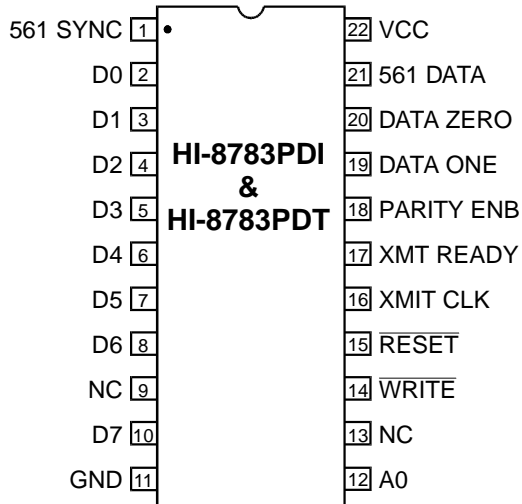 561 SYNC 1 22 VCC
D0 2 21 561 DATA
D1 3 20 DATA ZERO
D2 4 HI-8783PDI 19 DATA ONE
&
D3 5 HI-8783PDT 18 PARITY ENB
D4 6 17 XMT READY
D5 7 16 XMIT CLK
D6 8 15 RESET
NC 9 14 WRITE
D7 10 13 NC
GND 11 12 A0